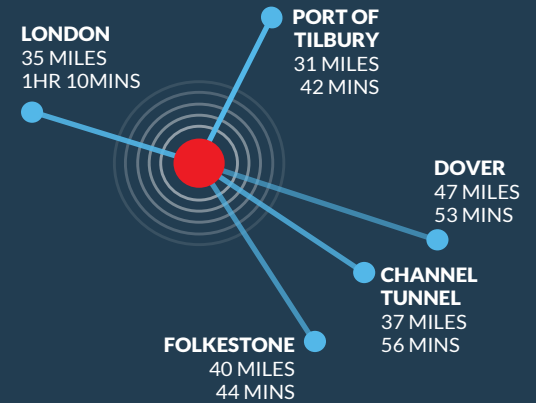 LONDON
35 MILES
1HR 10MINS
PORT OF
TILBURY
31 MILES
42 MINS
DOVER
47 MILES
53 MINS
CHANNEL
TUNNEL
37 MILES
56 MINS
FOLKESTONE
40 MILES
44 MINS